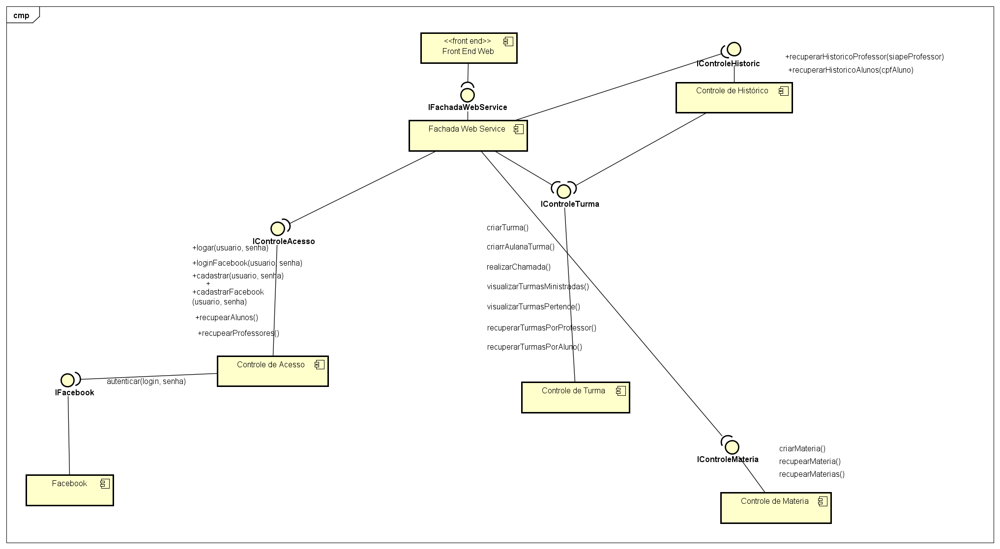 cmp
<<front end>>
Front End Web
IControleHistoric
+recuperarHistoricoProfessor(siapeProfessor)
+recuperarHistoricoAlunos(cpfAluno)
Controle de Histórico
IFachadaWebService
Fachada Web Service
IControleTurma
criarTurma()
criarrAulanaTurma()
realizarChamada()
visualizarTurmasMinistradas()
visualizarTurmasPertence()
recuperarTurmasPorProfessor()
recuperarTurmasPorAluno()
IControleAcesso
+logar(usuario, senha)
+loginFacebook(usuario, senha)
+cadastrar(usuario, senha)
+
+cadastrarFacebook
(usuario, senha)
+recupearAlunos()
+recupearProfessores()
Controle de Acesso
autenticar(login, senha)
IFacebook
Controle de Turma
Facebook
IControleMateria
criarMateria()
recupearMateria()
recupearMaterias()
Controle de Materia